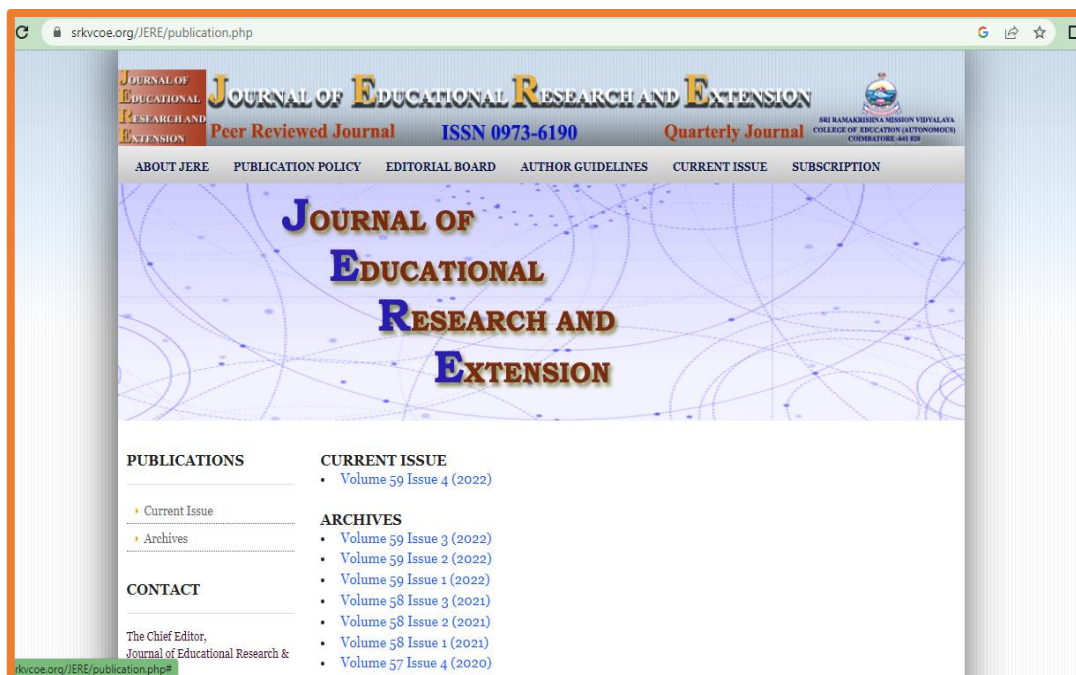 srkvcoe.org/JERE/publication.php
JOURNAL OF
EDUCATIONAL
RESEARCH AND
EXTENSION
JOURNAL OF EDUCATIONAL RESEARCH AND EXTENSION
Peer Reviewed Journal ISSN 0973-6190 Quarterly Journal
SRI RAMAKRISHNA MISSION VIDYALAYA
COLLEGE OF EDUCATION (AUTONOMOUS)
COIMBATORE -641 020
ABOUT JERE PUBLICATION POLICY EDITORIAL BOARD AUTHOR GUIDELINES CURRENT ISSUE SUBSCRIPTION
JOURNAL OF
EDUCATIONAL
RESEARCH AND
EXTENSION
PUBLICATIONS
Current Issue
Archives
CONTACT
The Chief Editor,
Journal of Educational Research &
CURRENT ISSUE
• Volume 59 Issue 4 (2022)
ARCHIVES
• Volume 59 Issue 3 (2022)
• Volume 59 Issue 2 (2022)
• Volume 59 Issue 1 (2022)
• Volume 58 Issue 3 (2021)
• Volume 58 Issue 2 (2021)
• Volume 58 Issue 1 (2021)
• Volume 57 Issue 4 (2020)
rkvcoe.org/JERE/publication.php#